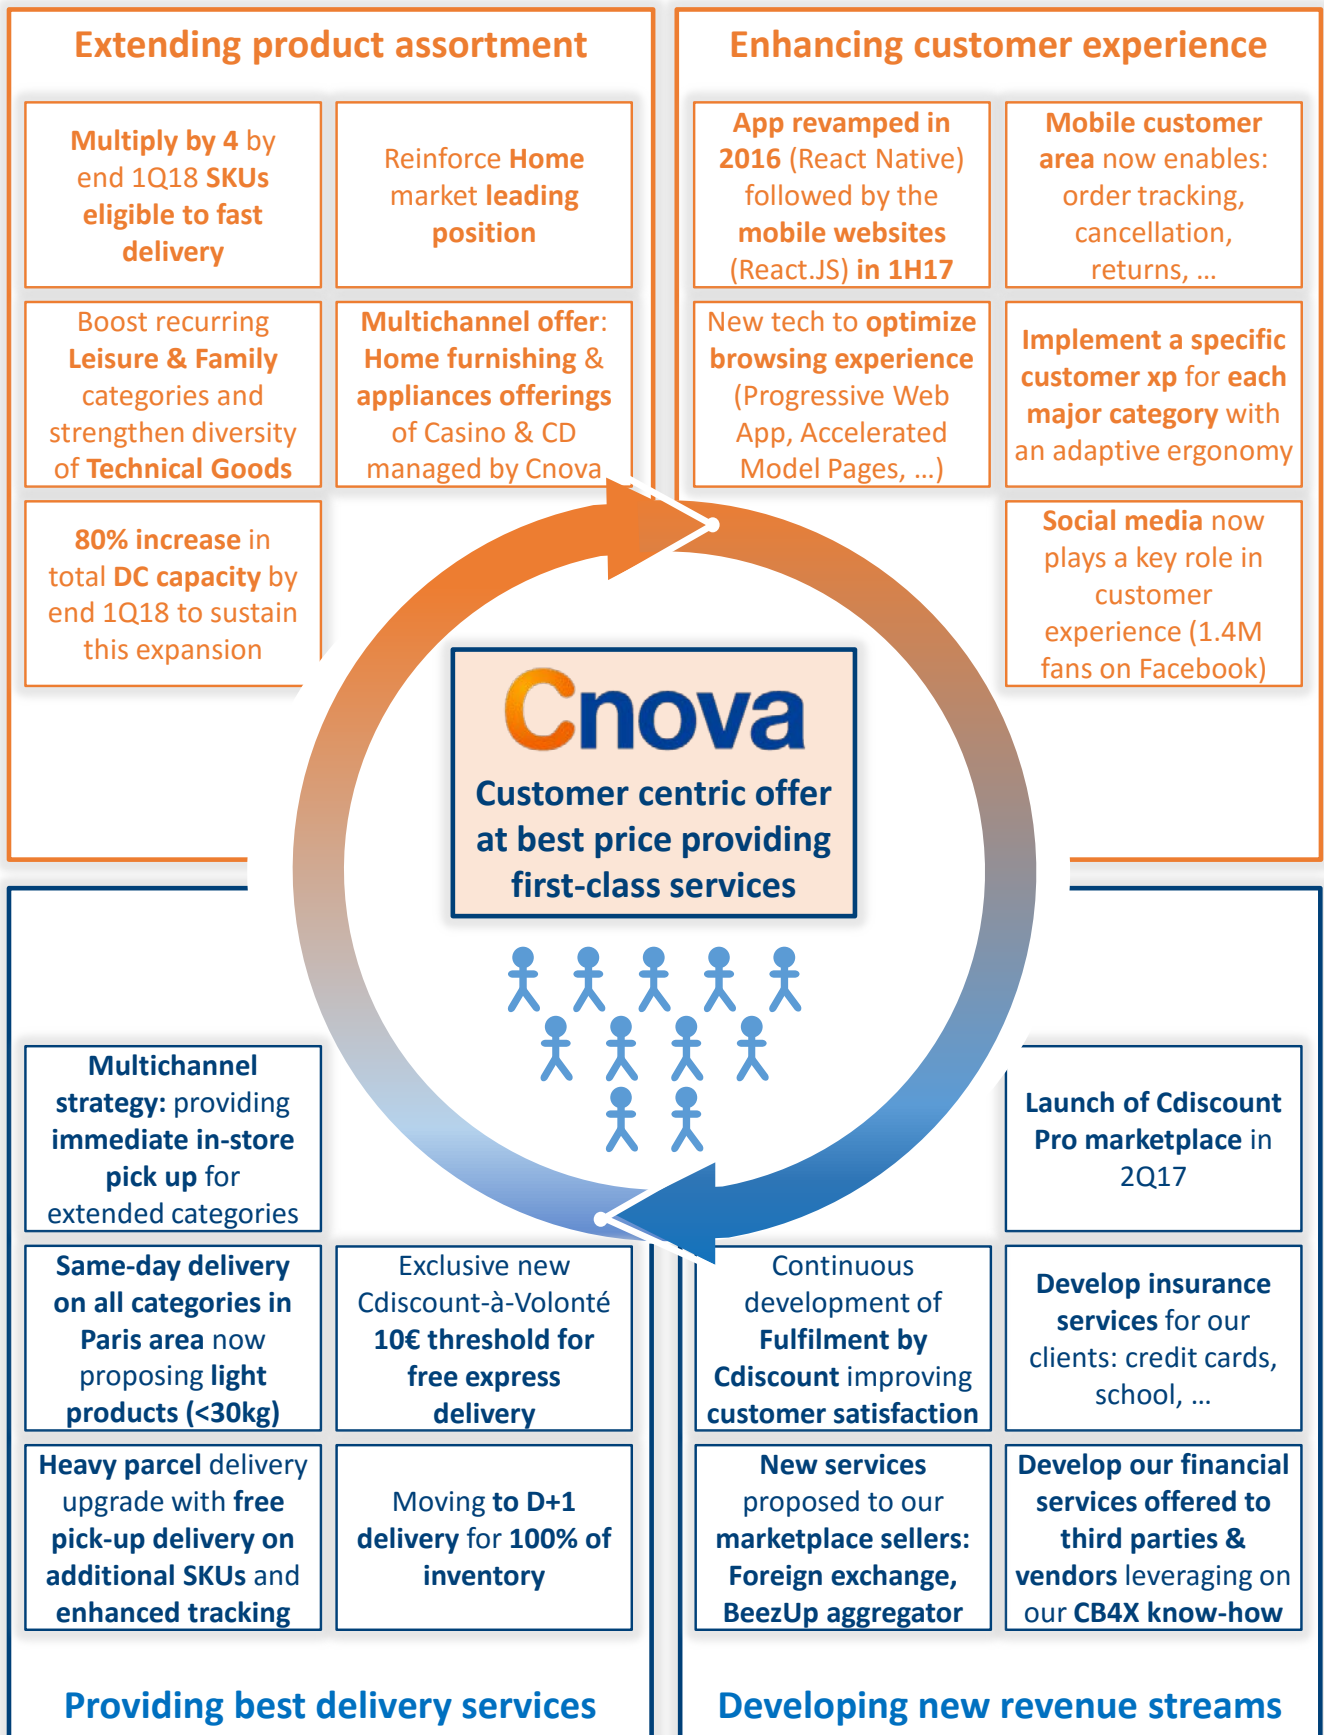 Extending product assortment
Multiply by 4 by
end 1Q18 SKUs
eligible to fast
delivery
Reinforce Home
market leading
position
Boost recurring
Leisure & Family
categories and
strengthen diversity
of Technical Goods
Multichannel offer:
Home furnishing &
appliances offerings
of Casino & CD
managed by Cnova
80% increase in
total DC capacity by
end 1Q18 to sustain
this expansion
Enhancing customer experience
App revamped in
2016 (React Native)
followed by the
mobile websites
(React.JS) in 1H17
Mobile customer
area now enables:
order tracking,
cancellation,
returns, ...
New tech to optimize
browsing experience
(Progressive Web
App, Accelerated
Model Pages, ...)
Implement a specific
customer xp for each
major category with
an adaptive ergonomy
Social media now
plays a key role in
customer
experience (1.4M
fans on Facebook)
Cnova
Customer centric offer
at best price providing
first-class services
Multichannel
strategy: providing
immediate in-store
pick up for
extended categories
Same-day delivery
on all categories in
Paris area now
proposing light
products (<30kg)
Exclusive new
Cdiscount-à-Volonté
10€ threshold for
free express
delivery
Heavy parcel delivery
upgrade with free
pick-up delivery on
additional SKUs and
enhanced tracking
Moving to D+1
delivery for 100% of
inventory
Providing best delivery services
Launch of Cdiscount
Pro marketplace in
2Q17
Continuous
development of
Fulfilment by
Cdiscount improving
customer satisfaction
Develop insurance
services for our
clients: credit cards,
school, ...
New services
proposed to our
marketplace sellers:
Foreign exchange,
BeezUp aggregator
Develop our financial
services offered to
third parties &
vendors leveraging on
our CB4X know-how
Developing new revenue streams